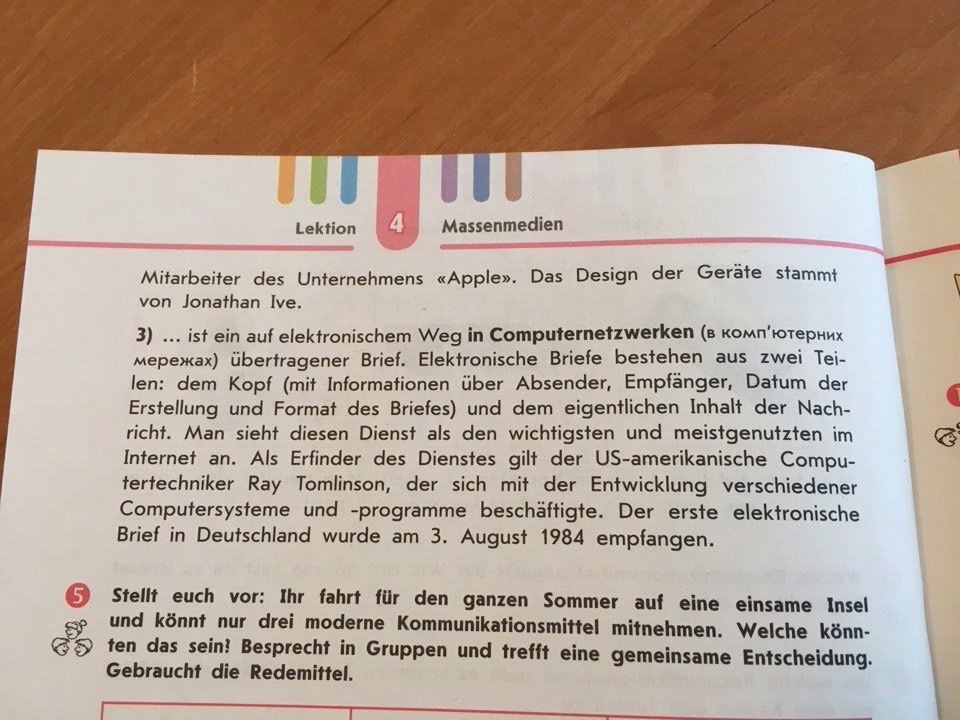 Lektion 4 Massenmedien
Mitarbeiter des Unternehmens «Apple». Das Design der Geräte stammt
von Jonathan Ive.
3) ... ist ein auf elektronischem Weg in Computernetzwerken (в комп'ютерних
мережах) übertragener Brief. Elektronische Briefe bestehen aus zwei Tei-
len: dem Kopf (mit Informationen über Absender, Empfänger, Datum der
Erstellung und Format des Briefes) und dem eigentlichen Inhalt der Nach-
richt. Man sieht diesen Dienst als den wichtigsten und meistgenutzten im
Internet an. Als Erfinder des Dienstes gilt der US-amerikanische Compu-
tertechniker Ray Tomlinson, der sich mit der Entwicklung verschiedener
Computersysteme und -programme beschäftigte. Der erste elektronische
Brief in Deutschland wurde am 3. August 1984 empfangen.
5 Stellt euch vor: Ihr fahrt für den ganzen Sommer auf eine einsame Insel
und könnt nur drei moderne Kommunikationsmittel mitnehmen. Welche könn-
ten das sein? Besprecht in Gruppen und trefft eine gemeinsame Entscheidung.
Gebraucht die Redemittel.